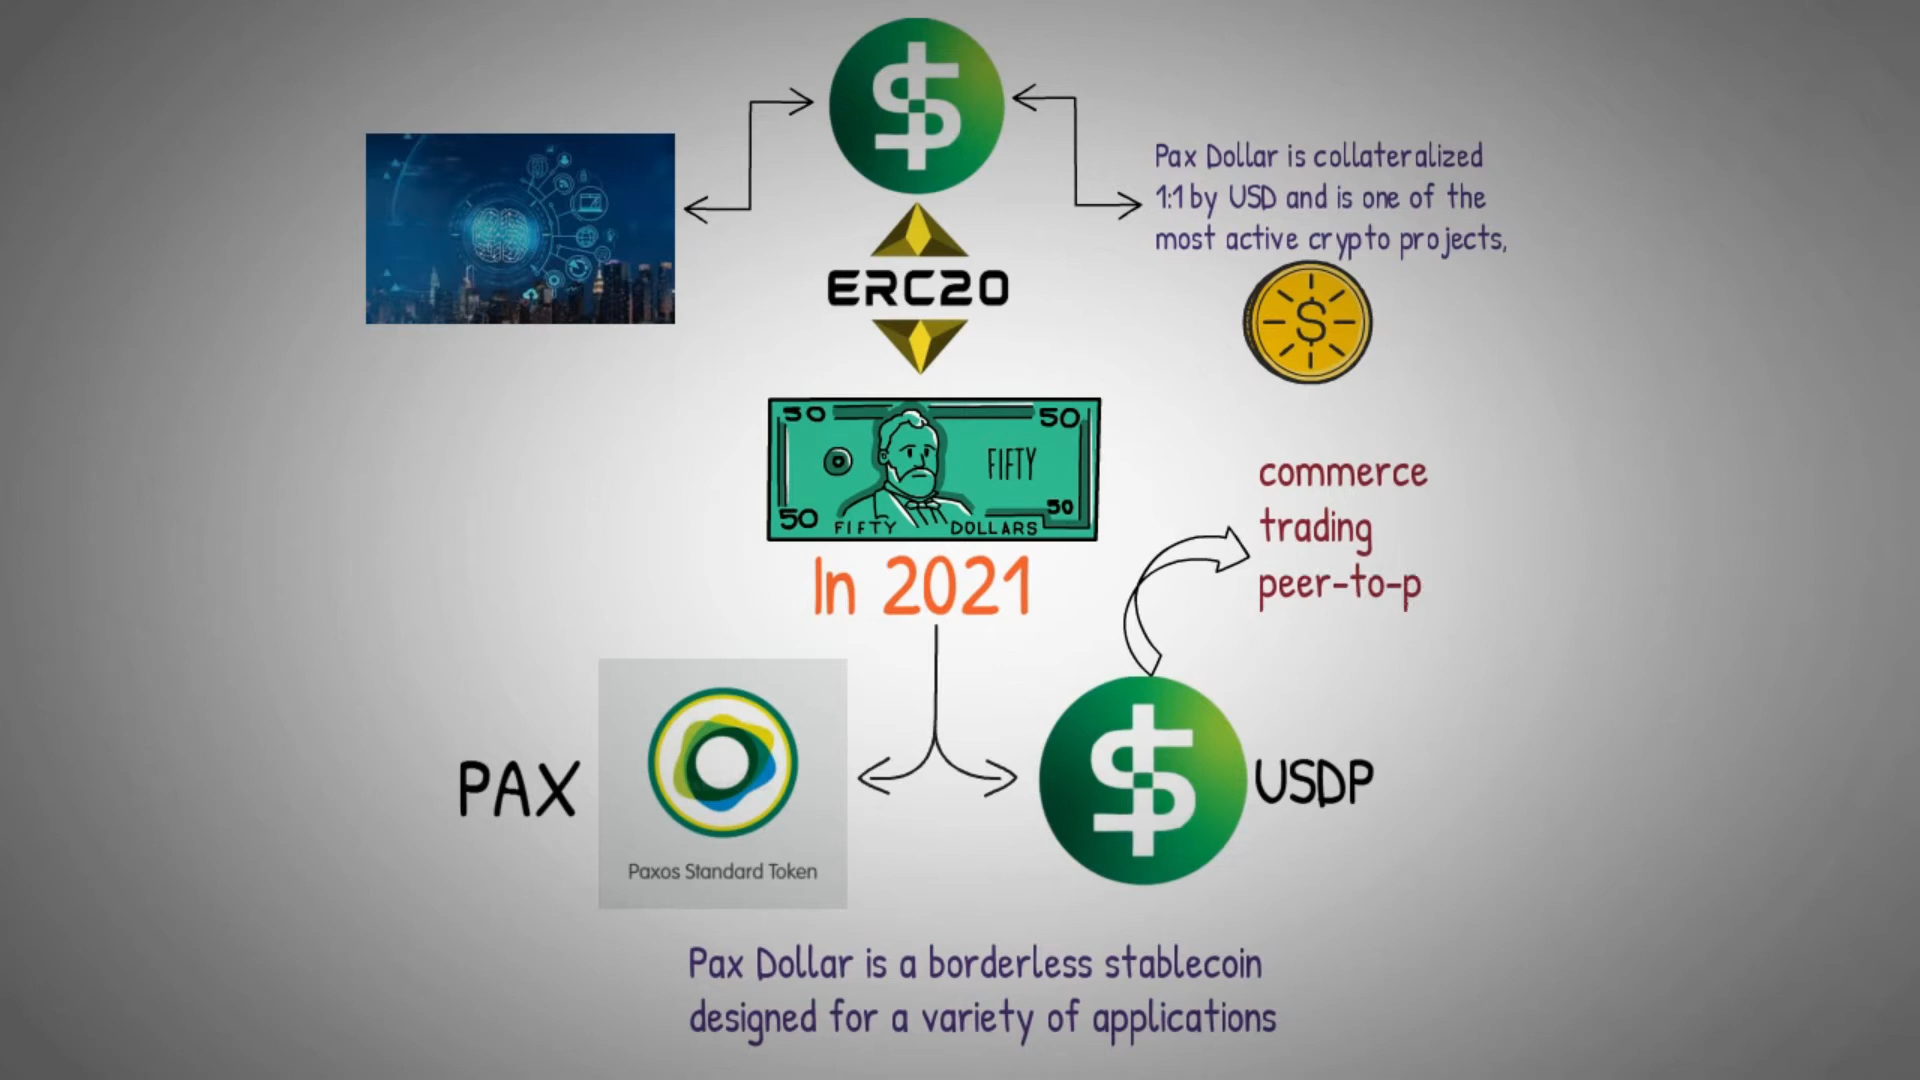 Pax Dollar is collateralized
1:1 by USD and is one of the
most active crypto projects,
ERC20
50 50
FIFTY
50 50
FIFTY DOLLARS
In 2021
commerce
trading
peer-to-p
PAX
Paxos Standard Token
USDP
Pax Dollar is a borderless stablecoin
designed for a variety of applications